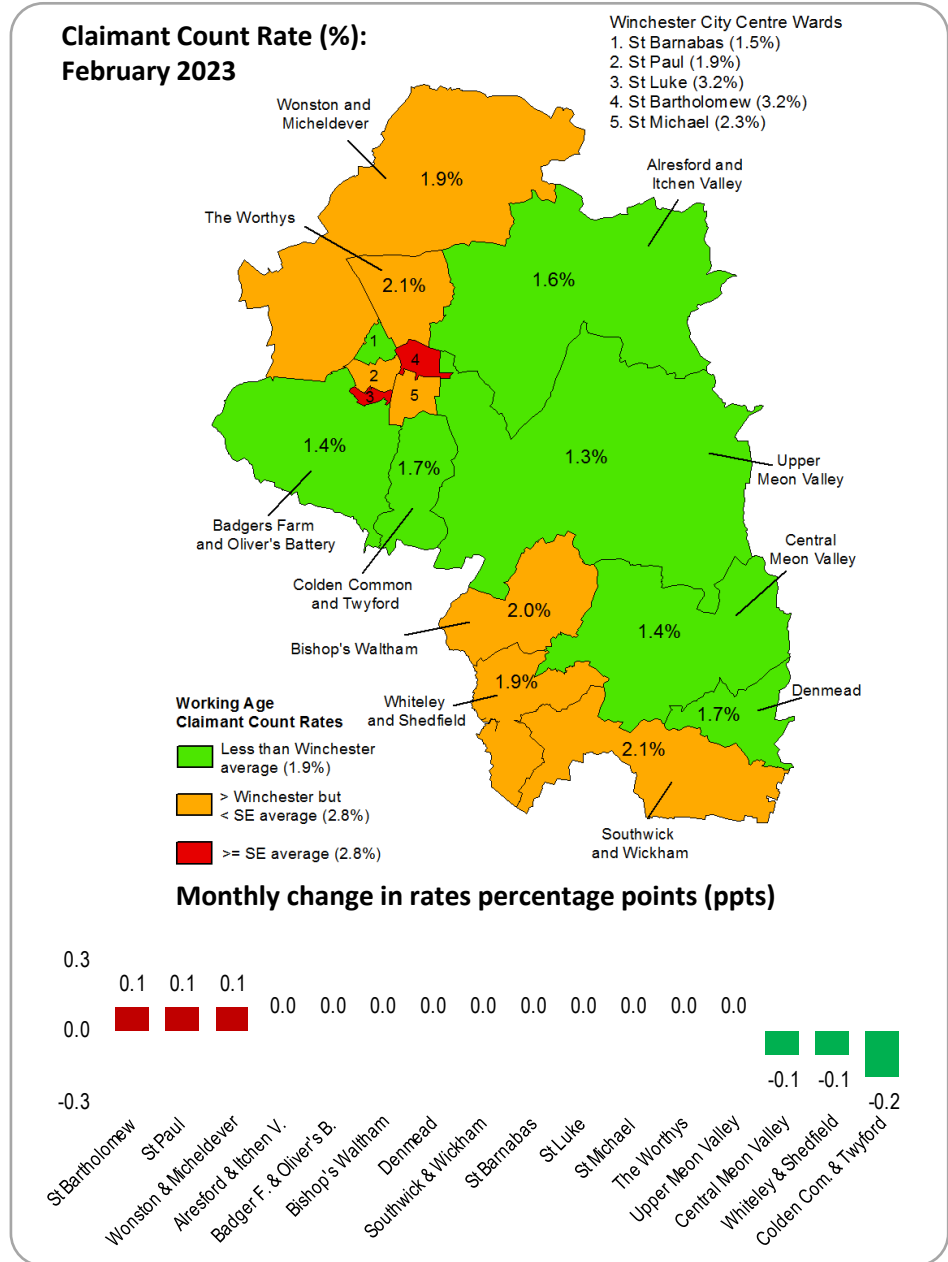 Claimant Count Rate (%):
February 2023
Winchester City Centre Wards
1. St Barnabas (1.5%)
2. St Paul (1.9%)
3. St Luke (3.2%)
4. St Bartholomew (3.2%)
5. St Michael (2.3%)
Wonston and
Micheldever
Alresford and
Itchen Valley
1.9%
The Worthys
2.1%
1.6%
1
4
2
3
5
1.4%
1.7%
1.3%
Upper
Meon Valley
Badgers Farm
and Oliver's Battery
Central
Meon Valley
Colden Common
and Twyford
2.0%
1.4%
Bishop's Waltham
1.9%
Whiteley
and Shedfield
Denmead
1.7%
2.1%
Southwick
and Wickham
Working Age
Claimant Count Rates
Less than Winchester
average (1.9%)
> Winchester but
< SE average (2.8%)
>= SE average (2.8%)
Monthly change in rates percentage points (ppts)
0.3
0.0
-0.3
0.1
0.1
0.1
0.0
0.0
0.0
0.0
0.0
0.0
0.0
0.0
0.0
0.0
-0.1
-0.1
-0.2
St Bartholomew
St Paul
Wonston & Micheldever
Alresford & Itchen V.
Badger F. & Oliver's B.
Bishop's Waltham
Denmead
Southwick & Wickham
St Barnabas
St Luke
St Michael
The Worthys
Upper Meon Valley
Central Meon Valley
Whiteley & Shedfield
Colden Com. & Twyford